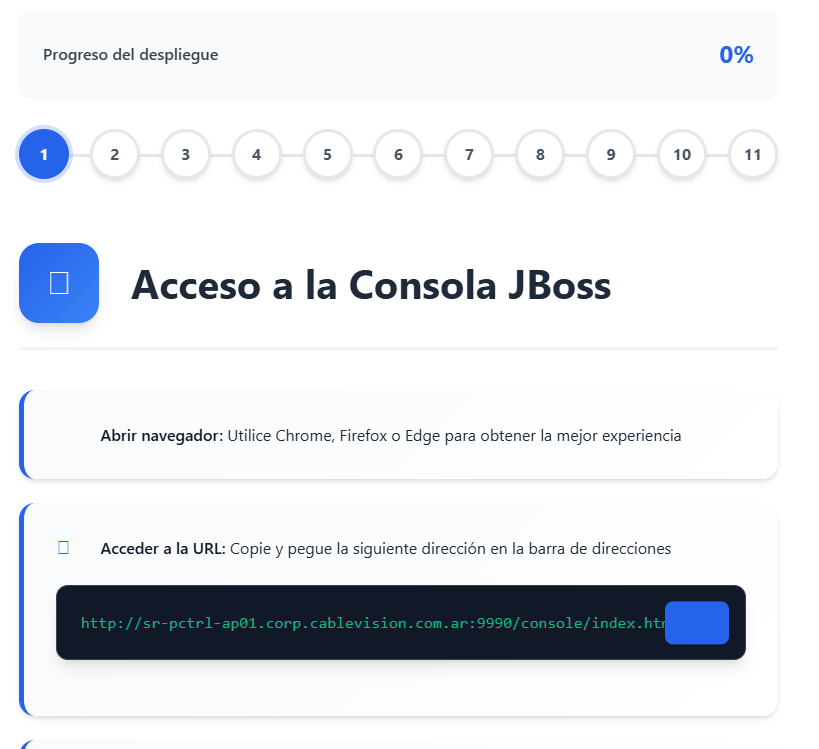 Progreso del despliegue 0%
1 2 3 4 5 6 7 8 9 10 11
Acceso a la Consola JBoss
Abrir navegador: Utilice Chrome, Firefox o Edge para obtener la mejor experiencia
Acceder a la URL: Copie y pegue la siguiente dirección en la barra de direcciones
http://sr-pctrl-ap01.corp.cablevision.com.ar:9990/console/index.htm